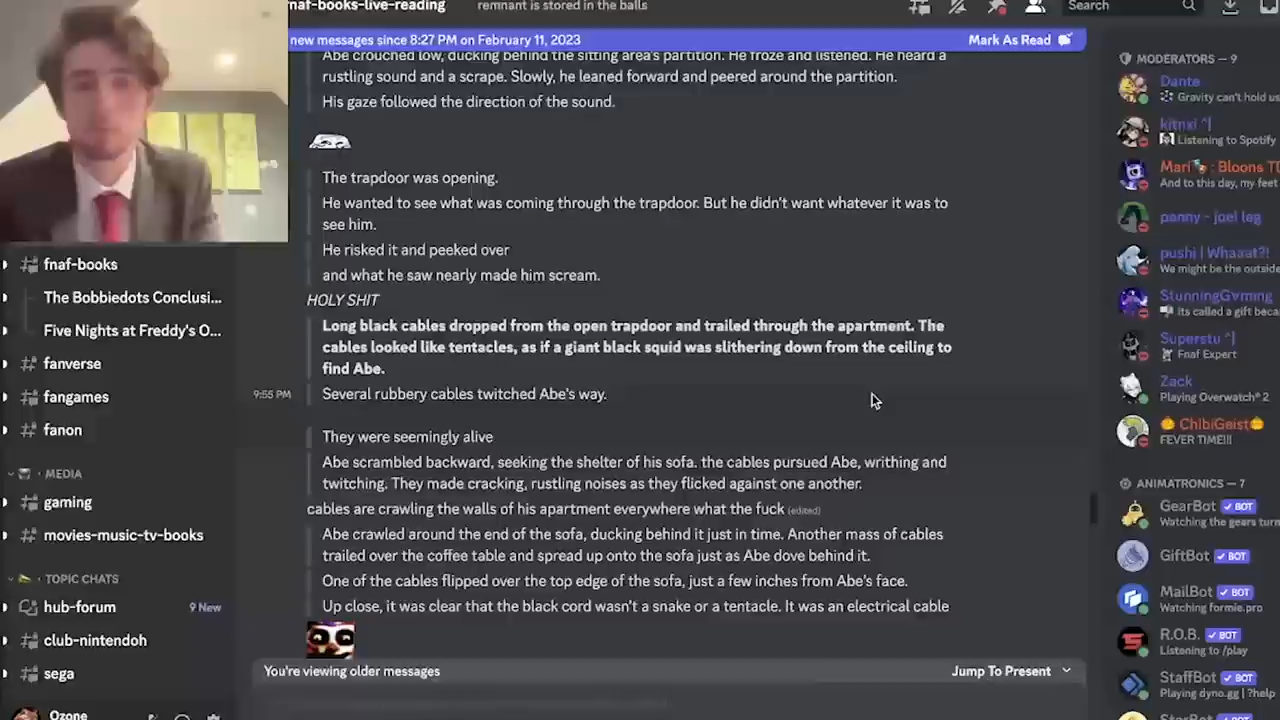 fnaf-books-live-reading
remnant is stored in the balls
Search
new messages since 8:27 PM on February 11, 2023
Mark As Read
Abe crouched low, ducking behind the sitting area's partition. He froze and listened. He heard a
rustling sound and a scrape. Slowly, he leaned forward and peered around the partition.
His gaze followed the direction of the sound.
The trapdoor was opening.
He wanted to see what was coming through the trapdoor. But he didn't want whatever it was to
see him.
He risked it and peeked over
and what he saw nearly made him scream.
HOLY SHIT
Long black cables dropped from the open trapdoor and trailed through the apartment. The
cables looked like tentacles, as if a giant black squid was slithering down from the ceiling to
find Abe.
9:55 PM
Several rubbery cables twitched Abe's way.
They were seemingly alive
Abe scrambled backward, seeking the shelter of his sofa. the cables pursued Abe, writhing and
twitching. They made cracking, rustling noises as they flicked against one another.
cables are crawling the walls of his apartment everywhere what the fuck (edited)
Abe crawled around the end of the sofa, ducking behind it just in time. Another mass of cables
trailed over the coffee table and spread up onto the sofa just as Abe dove behind it.
One of the cables flipped over the top edge of the sofa, just a few inches from Abe's face.
Up close, it was clear that the black cord wasn't a snake or a tentacle. It was an electrical cable
You're viewing older messages
Jump To Present
fnaf-books
The Bobbiedots Conclusi...
Five Nights at Freddy's O...
fanverse
fangames
fanon
MEDIA
gaming
movies-music-tv-books
TOPIC CHATS
hub-forum
9 New
club-nintendoh
sega
Ozone
MODERATORS — 9
Dante
Gravity can't hold us
kitnxi ^|
Listening to Spotify
Mari : Bloons TD
And to this day, my feet
panny - joel leg
pushi | Whaaat?!
We might be the outside
StunningGvming
Its called a gift beca
Superstu ^|
Fnaf Expert
Zack
Playing Overwatch® 2
ChibiGeist
FEVER TIME!!!
ANIMATRONICS — 7
GearBot BOT
Watching the gears turn
GiftBot BOT
MailBot BOT
Watching formie.pro
R.O.B. BOT
Listening to /play
StaffBot BOT
Playing dyno.gg | ?help
StarBot BOT